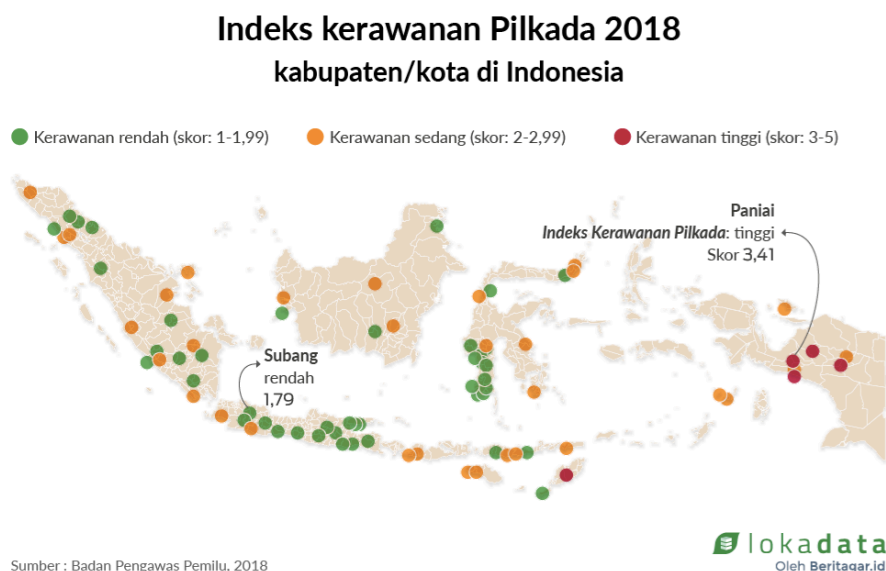 Indeks kerawanan Pilkada 2018
kabupaten/kota di Indonesia
Kerawanan rendah (skor: 1-1,99)
Kerawanan sedang (skor: 2-2,99)
Kerawanan tinggi (skor: 3-5)
Paniai
Indeks Kerawanan Pilkada: tinggi
Skor 3,41
Subang
rendah
1,79
lokadata
Oleh Beritagar.id
Sumber : Badan Pengawas Pemilu, 2018